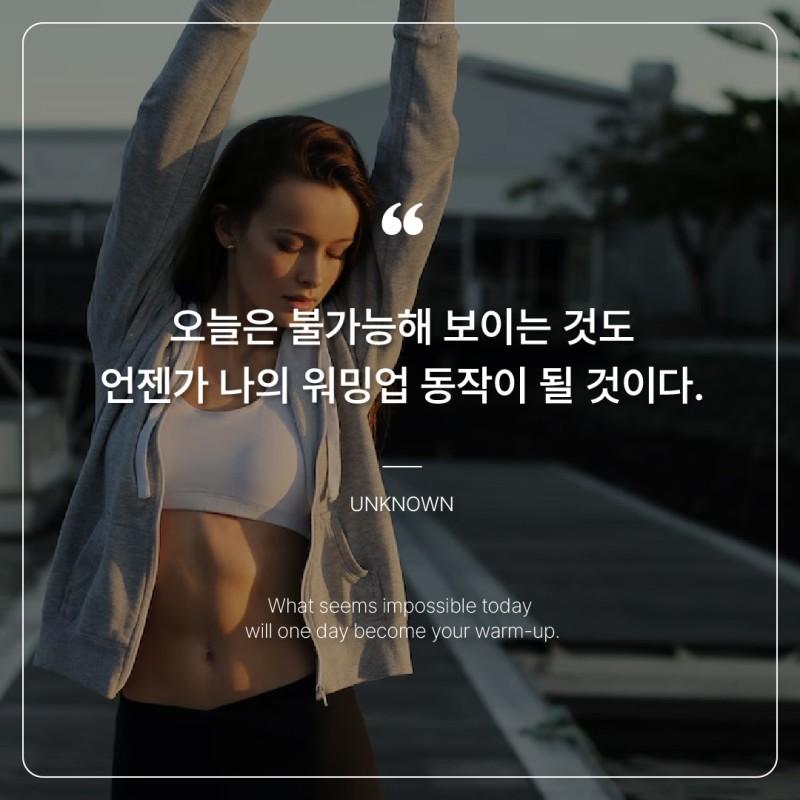 “
오늘은 불가능해 보이는 것도
언젠가 나의 워밍업 동작이 될 것이다.
UNKNOWN
What seems impossible today
will one day become your warm-up.